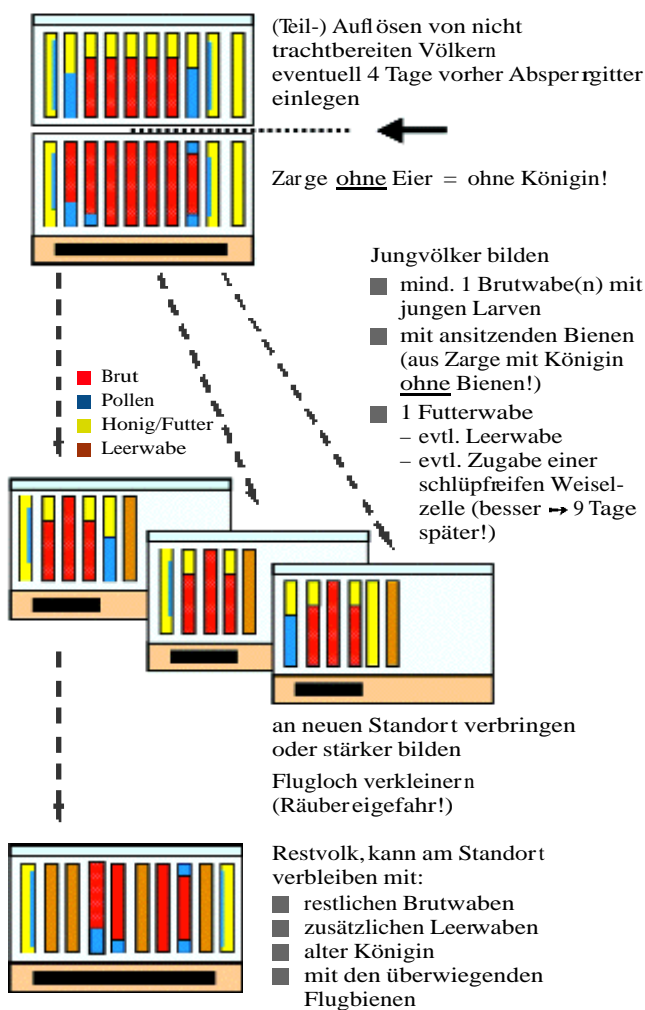 (Teil-) Auflösen von nicht
trachtbereiten Völkern
eventuell 4 Tage vorher Absperrgitter
einlegen
Zarge ohne Eier = ohne Königin!
Jungvölker bilden
■ mind. 1 Brutwabe(n) mit
jungen Larven
■ mit ansitzenden Bienen
(aus Zarge mit Königin
ohne Bienen!)
■ 1 Futterwabe
– evtl. Leerwabe
– evtl. Zugabe einer
schlüpfreifen Weisel-
zelle (besser ➙ 9 Tage
später!)
■ Brut
■ Pollen
■ Honig/Futter
■ Leerwabe
an neuen Standort verbringen
oder stärker bilden
Flugloch verkleinern
(Räubereigefahr!)
Restvolk, kann am Standort
verbleiben mit:
■ restlichen Brutwaben
■ zusätzlichen Leerwaben
■ alter Königin
■ mit den überwiegenden
Flugbienen